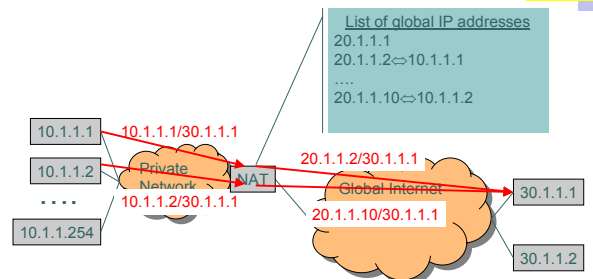 List of global IP addresses
20.1.1.1
20.1.1.2⇔10.1.1.1
....
20.1.1.10⇔10.1.1.2
10.1.1.1
10.1.1.1/30.1.1.1
10.1.1.2
Private
Network
NAT
20.1.1.2/30.1.1.1
Global Internet
30.1.1.1
....
10.1.1.2/30.1.1.1
20.1.1.10/30.1.1.1
10.1.1.254
30.1.1.2